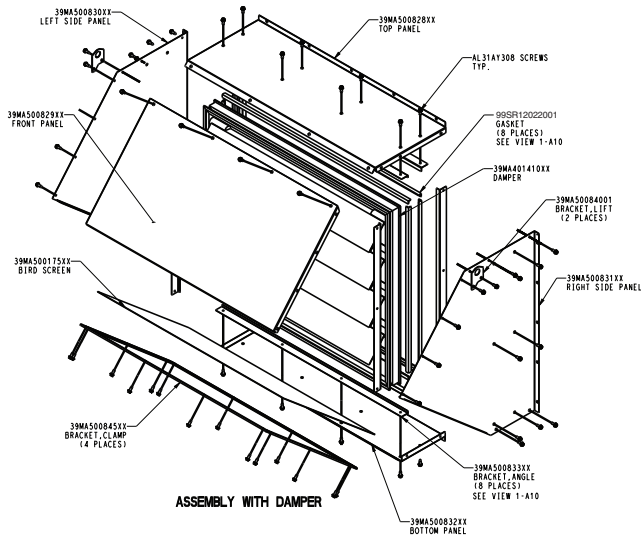 39MA500830XX
LEFT SIDE PANEL
39MA500828XX
TOP PANEL
AL31AY308 SCREWS
TYP.
99SR12022001
GASKET
(8 PLACES)
SEE VIEW 1-A10
39MA500829XX
FRONT PANEL
39MA401410XX
DAMPER
39MA50084001
BRACKET,LIFT
(2 PLACES)
39MA500175XX
BIRD SCREEN
39MA500831XX
RIGHT SIDE PANEL
39MA500845XX
BRACKET,CLAMP
(4 PLACES)
39MA500833XX
BRACKET,ANGLE
(8 PLACES)
SEE VIEW 1-A10
ASSEMBLY WITH DAMPER
39MA500832XX
BOTTOM PANEL